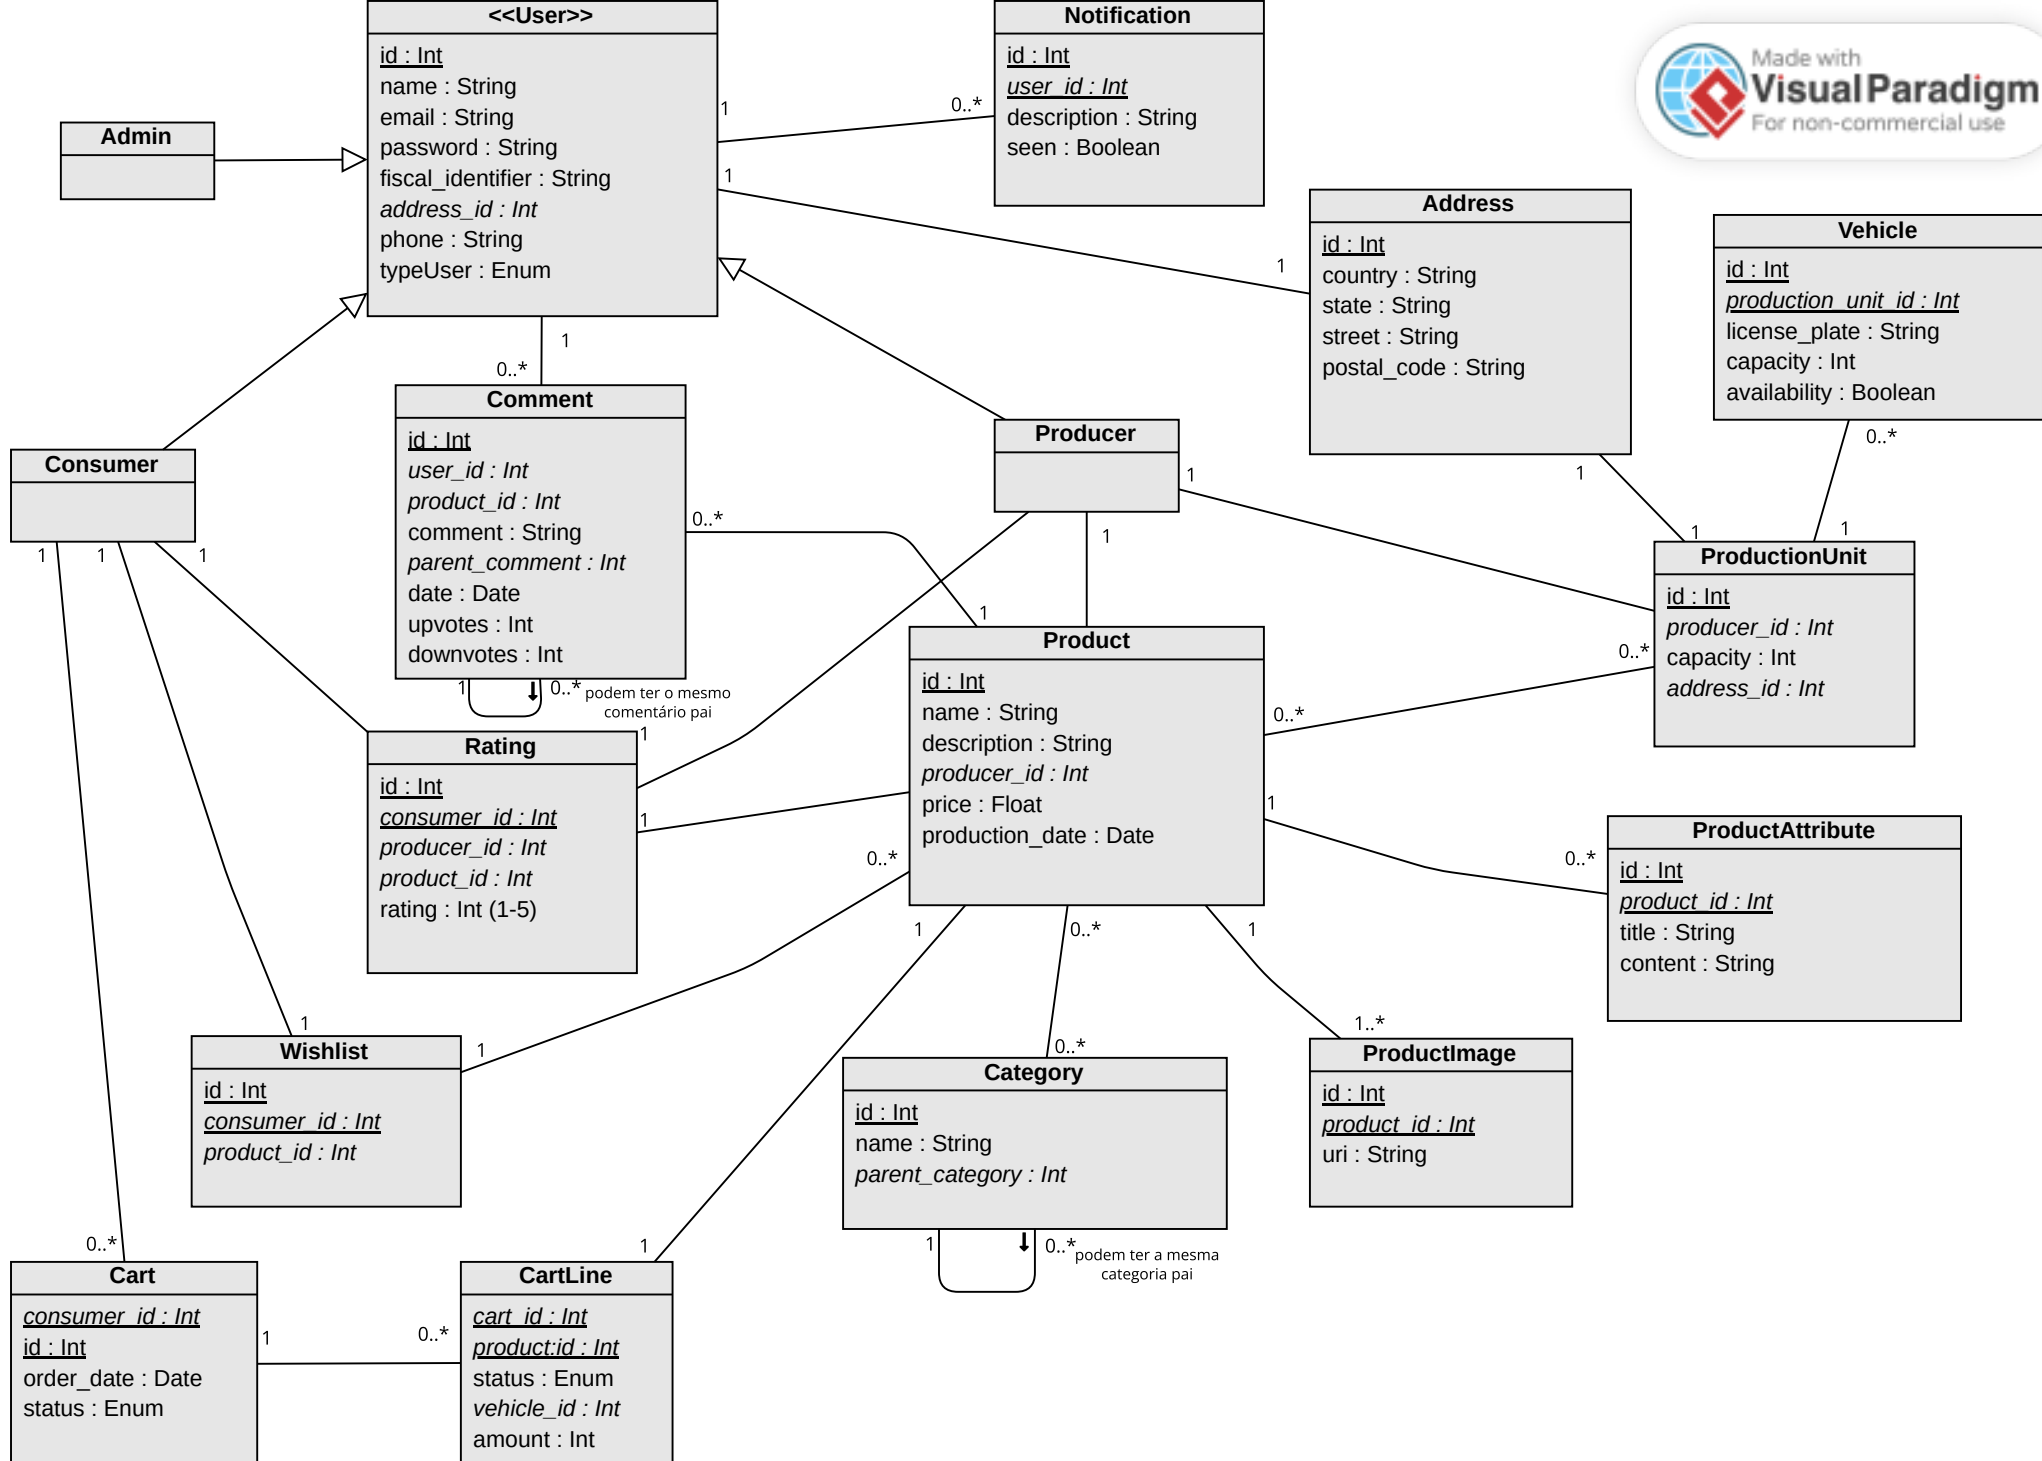 <<User>>
id : Int
name : String
email : String
password : String
fiscal_identifier : String
address_id : Int
phone : String
typeUser : Enum
Notification
id : Int
user_id : Int
description : String
seen : Boolean
Made with
Visual Paradigm
For non-commercial use
Admin
1
0..*
1
1
Address
id : Int
country : String
state : String
street : String
postal_code : String
Vehicle
id : Int
production_unit_id : Int
license_plate : String
capacity : Int
availability : Boolean
1
0..*
Comment
id : Int
user_id : Int
product_id : Int
comment : String
parent_comment : Int
date : Date
upvotes : Int
downvotes : Int
Producer
Consumer
0..*
1
1
1
0..*
1
1
1
1
1
0..*
1
ProductionUnit
id : Int
producer_id : Int
capacity : Int
address_id : Int
1
0..*
podem ter o mesmo
comentário pai
Product
id : Int
name : String
description : String
producer_id : Int
price : Float
production_date : Date
0..*
0..*
1
Rating
id : Int
consumer_id : Int
producer_id : Int
product_id : Int
rating : Int (1-5)
1
0..*
1
0..*
ProductAttribute
id : Int
product_id : Int
title : String
content : String
1
0..*
1
1
1
0..*
1..*
Wishlist
id : Int
consumer_id : Int
product_id : Int
Category
id : Int
name : String
parent_category : Int
ProductImage
id : Int
product_id : Int
uri : String
0..*
1
1
0..*
podem ter a mesma
categoria pai
Cart
consumer_id : Int
id : Int
order_date : Date
status : Enum
1
0..*
CartLine
cart_id : Int
product:id : Int
status : Enum
vehicle_id : Int
amount : Int